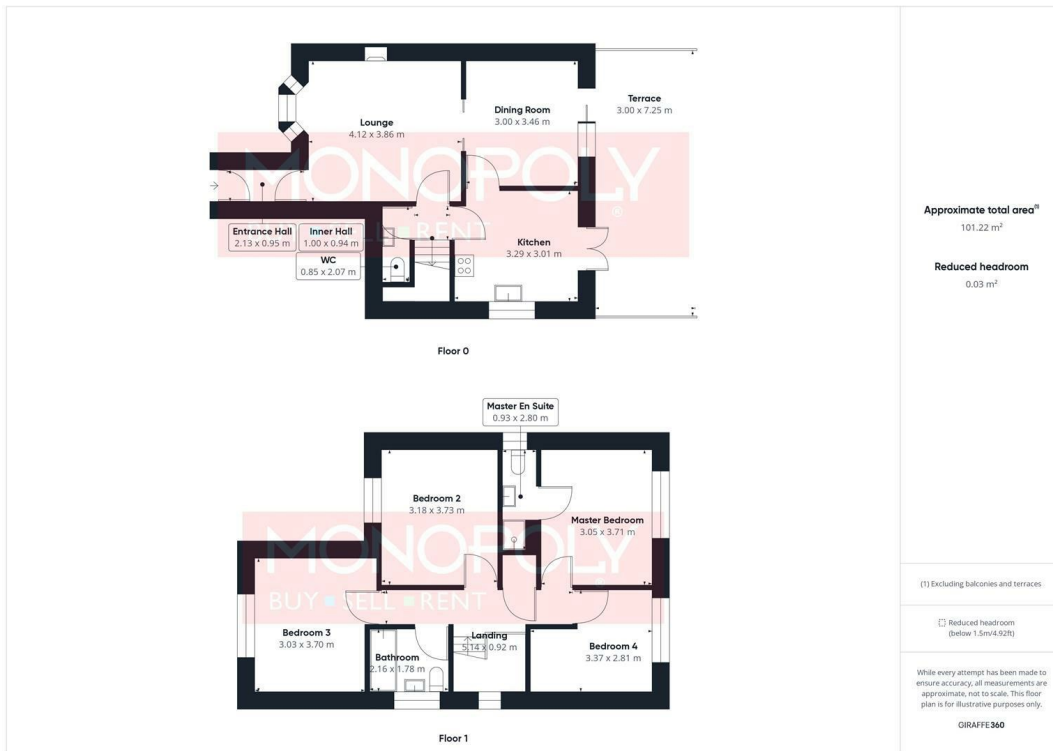 Terrace
3.00 x 7.25 m
Dining Room
3.00 x 3.46 m
Lounge
4.12 x 3.86 m
MONOPOLY
®
SELL RENT
Entrance Hall
2.13 x 0.95 m
Inner Hall
1.00 x 0.94 m
WC
0.85 x 2.07 m
Kitchen
3.29 x 3.01 m
Floor 0
Master En Suite
0.93 x 2.80 m
Bedroom 2
3.18 x 3.73 m
Master Bedroom
3.05 x 3.71 m
MONOPOLY
®
BUY SELL RENT
Bedroom 3
3.03 x 3.70 m
Bathroom
2.16 x 1.78 m
Landing
5.14 x 0.92 m
Bedroom 4
3.37 x 2.81 m
Floor 1
Approximate total area(1)
101.22 m²
Reduced headroom
0.03 m²
(1) Excluding balconies and terraces
Reduced headroom
(below 1.5m/4.92ft)
While every attempt has been made to
ensure accuracy, all measurements are
approximate, not to scale. This floor
plan is for illustrative purposes only.
GIRAFFE360